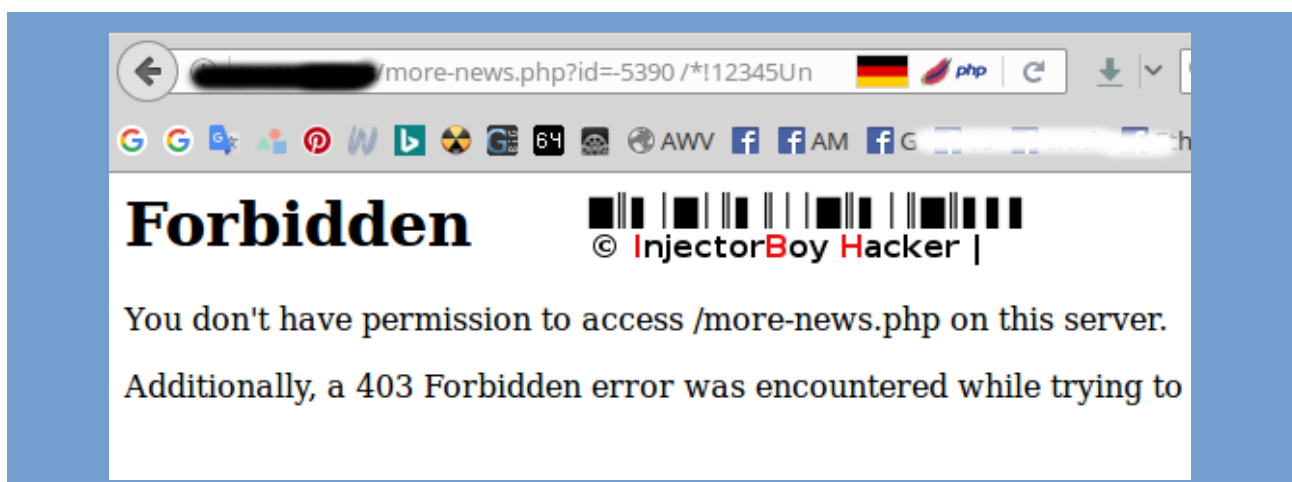 /more-news.php?id=-5390 /*!12345Un php
64 AWV AM G
Forbidden
© InjectorBoy Hacker |
You don't have permission to access /more-news.php on this server.
Additionally, a 403 Forbidden error was encountered while trying to